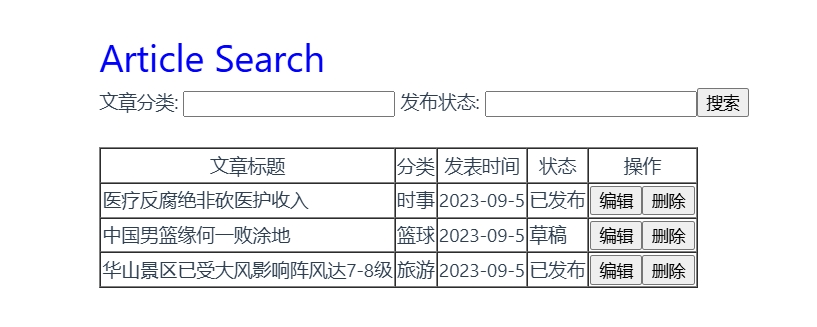 Article Search
文章分类: 发布状态: 搜索
文章标题 分类 发表时间 状态 操作
医疗反腐绝非砍医护收入 时事 2023-09-5 已发布 编辑 删除
中国男篮缘何一败涂地 篮球 2023-09-5 草稿 编辑 删除
华山景区已受大风影响阵风达7-8级 旅游 2023-09-5 已发布 编辑 删除